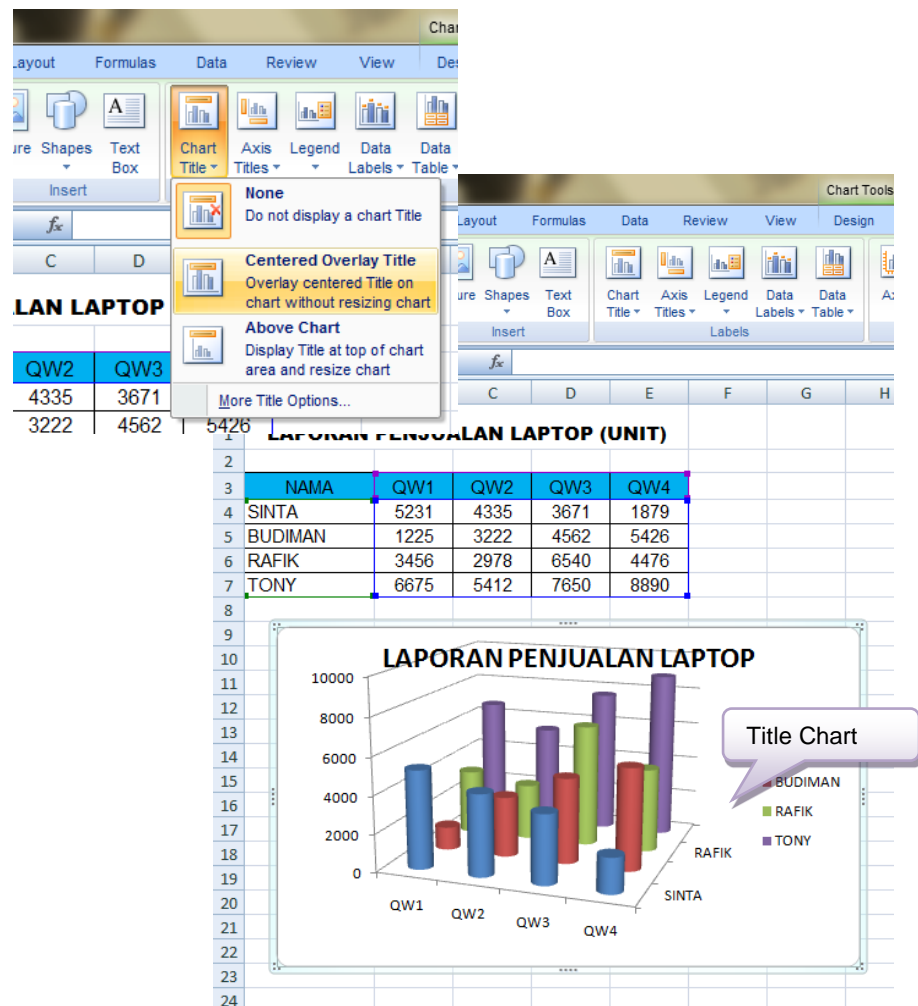 Char
Layout Formulas Data Review View Des
ure Shapes Text Box Chart Title Axis Titles Legend Data Labels Data Table
Insert
None
Do not display a chart Title
Centered Overlay Title
Overlay centered Title on
chart without resizing chart
Above Chart
Display Title at top of chart
area and resize chart
More Title Options...
fx
C D
LAN LAPTOP
QW2 QW3
4335 3671
3222 4562 5426
Chart Tools
Layout Formulas Data Review View Design
ure Shapes Text Box Chart Title Axis Titles Legend Data Labels Data Table
Insert Labels
fx
C D E F G H
1 LAPORAN PENJUALAN LAPTOP (UNIT)
2
3 NAMA QW1 QW2 QW3 QW4
4 SINTA 5231 4335 3671 1879
5 BUDIMAN 1225 3222 4562 5426
6 RAFIK 3456 2978 6540 4476
7 TONY 6675 5412 7650 8890
8
9
10
11
12
13
14
15
16
17
18
19
20
21
22
23
24
LAPORAN PENJUALAN LAPTOP
10000
8000
6000
4000
2000
0
QW1 QW2 QW3 QW4
SINTA
RAFIK
Title Chart
BUDIMAN
RAFIK
TONY